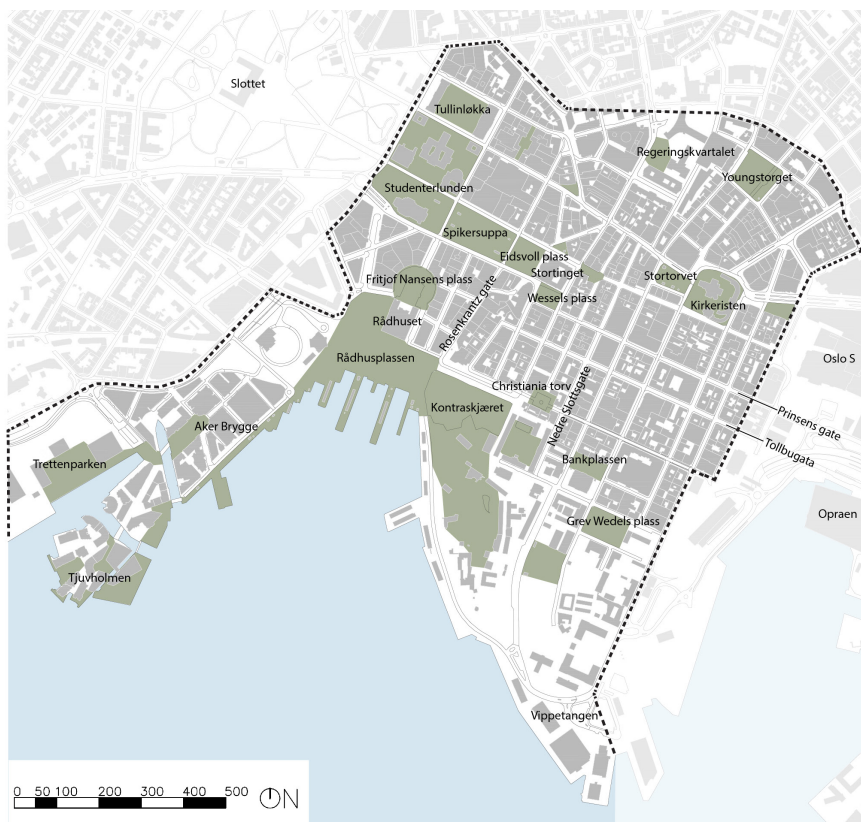 Slottet
Tullinløkka
Regeringskvartalet
Youngstorget
Studenterlunden
Spikersuppa
Eidsvoll plass
Stortinget
Stortorvet
Fritjof Nansens plass
Wessels plass
Kirkeristen
Rosenkrantz gate
Rådhuset
Rådhusplassen
Oslo S
Christiania torv
Nedre Slottsgate
Kontraskjæret
Prinsens gate
Aker Brygge
Tollbugata
Trettenparken
Bankplassen
Grev Wedels plass
Opraen
Tjuvholmen
Vippetangen
0 50 100 200 300 400 500
N